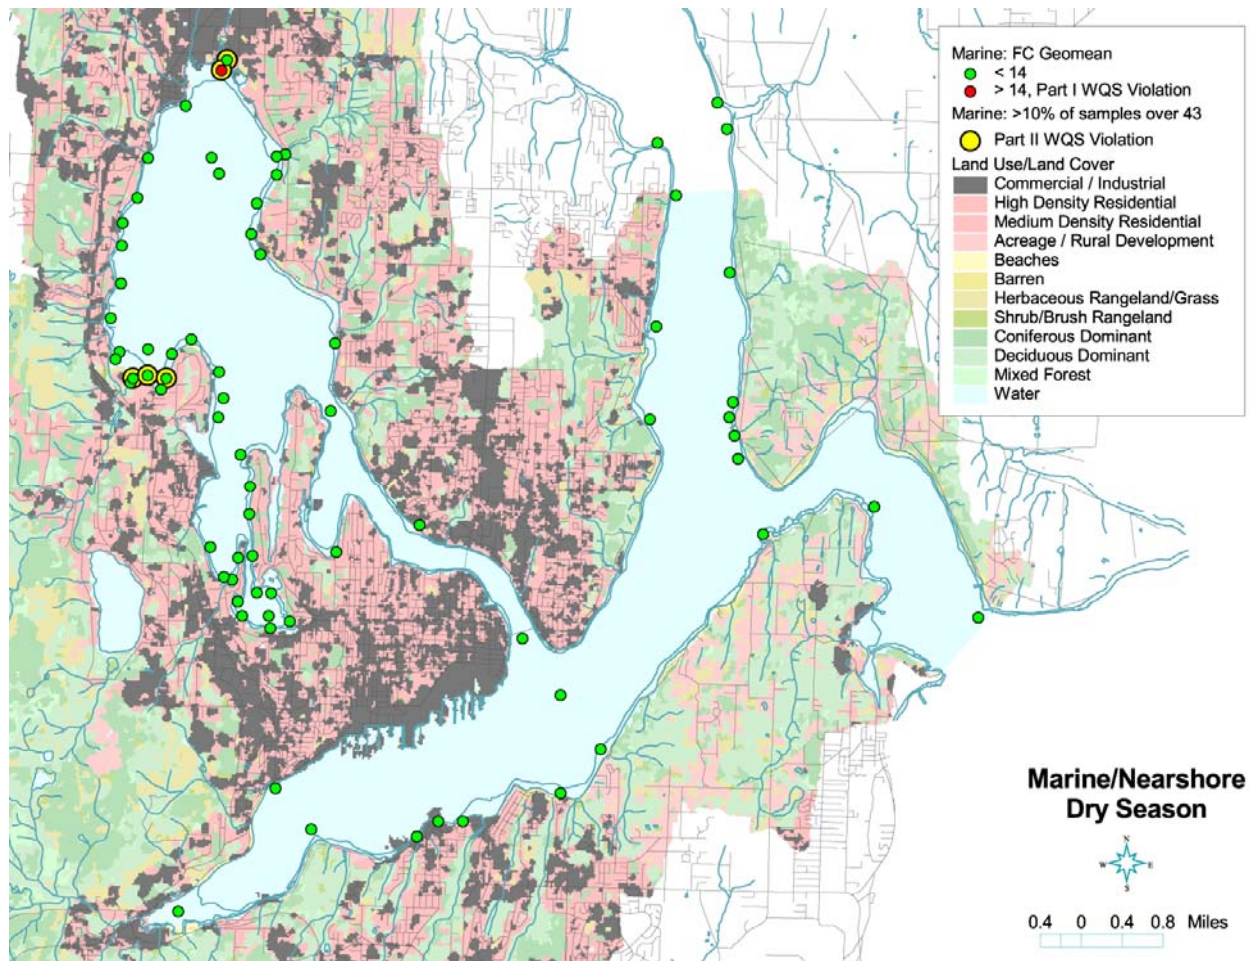 Marine: FC Geomean
< 14
> 14, Part I WQS Violation
Marine: >10% of samples over 43
Part II WQS Violation
Land Use/Land Cover
Commercial / Industrial
High Density Residential
Medium Density Residential
Acreage / Rural Development
Beaches
Barren
Herbaceous Rangeland/Grass
Shrub/Brush Rangeland
Coniferous Dominant
Deciduous Dominant
Mixed Forest
Water
Marine/Nearshore
Dry Season
N
W E
S
0.4 0 0.4 0.8 Miles